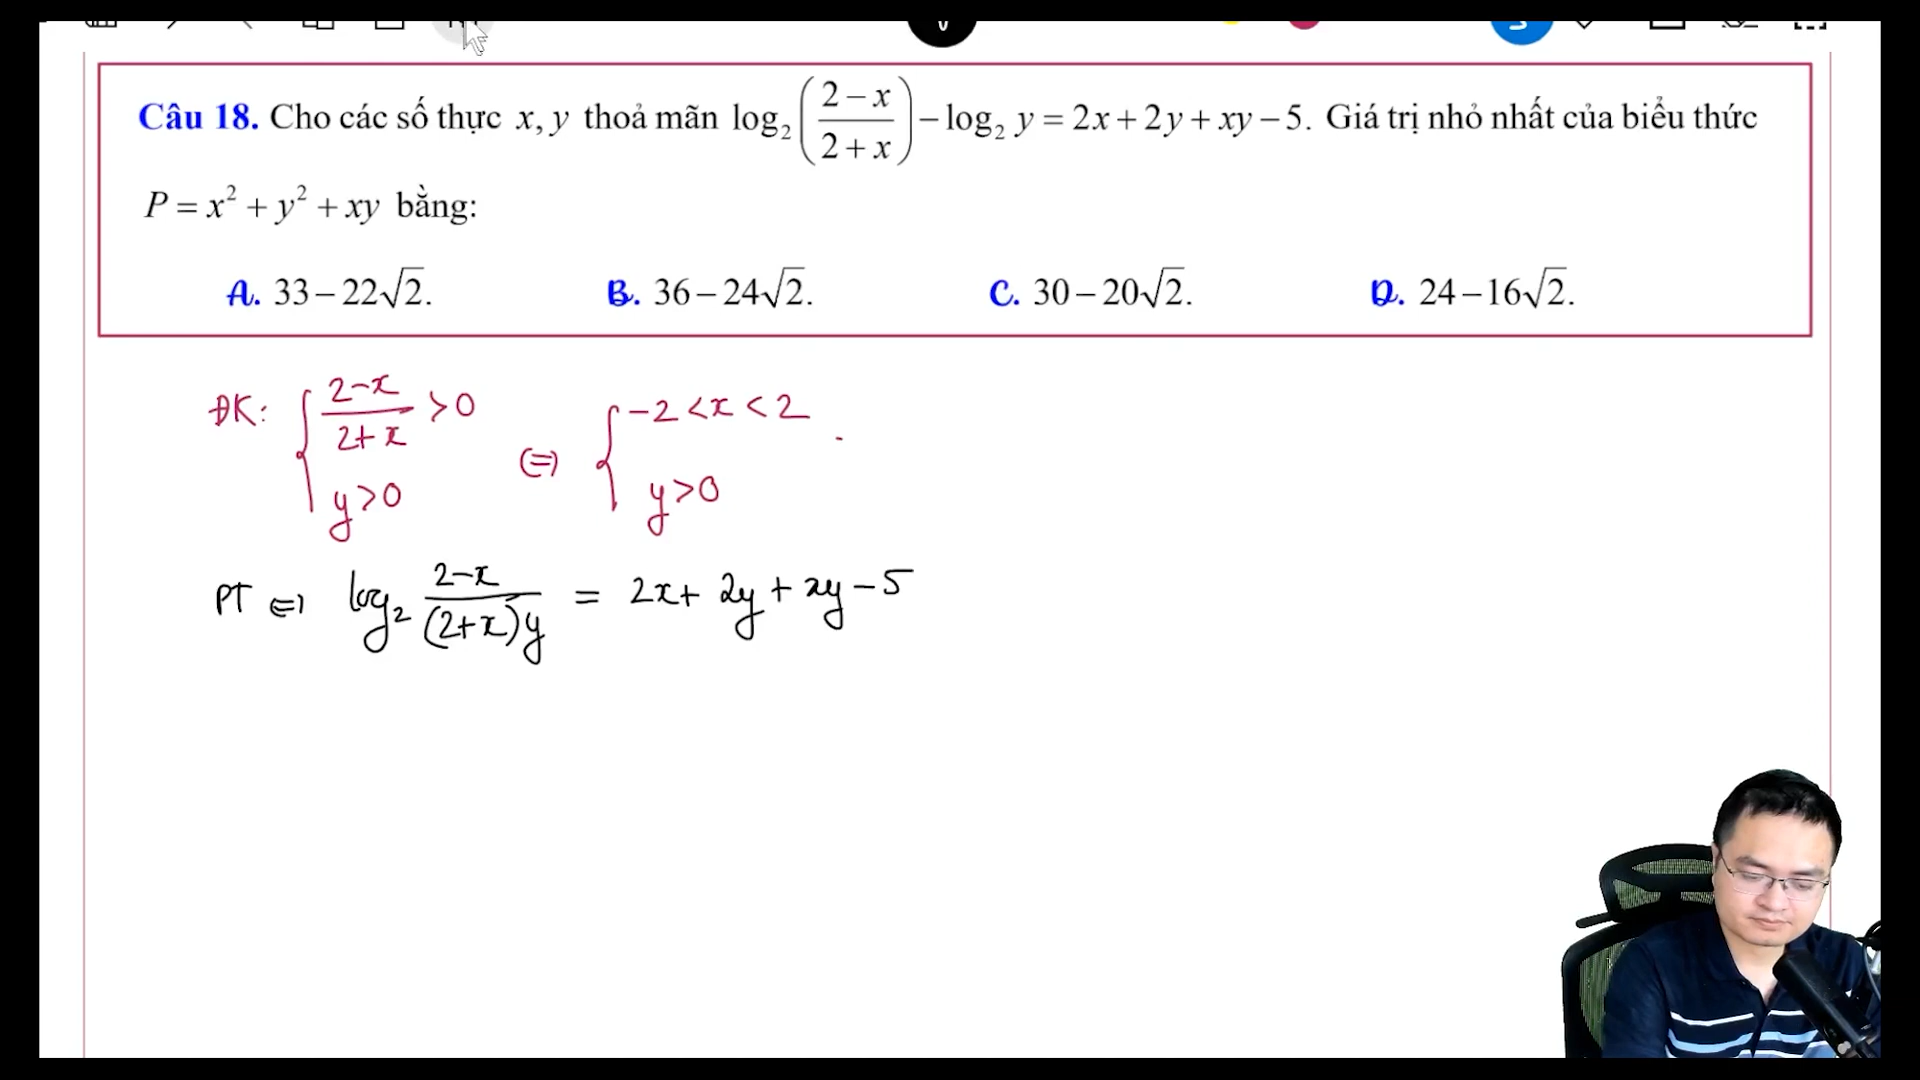 Câu 18. Cho các số thực x, y thoả mãn log₂((2−x)/(2+x)) − log₂ y = 2x + 2y + xy − 5. Giá trị nhỏ nhất của biểu thức
P = x² + y² + xy bằng:
A. 33 − 22√2. B. 36 − 24√2. C. 30 − 20√2. D. 24 − 16√2.
ĐK: { (2−x)/(2+x) > 0 ⇔ { −2 < x < 2
y > 0 y > 0
PT ⇔ log₂ (2−x)/((2+x)y) = 2x + 2y + xy − 5